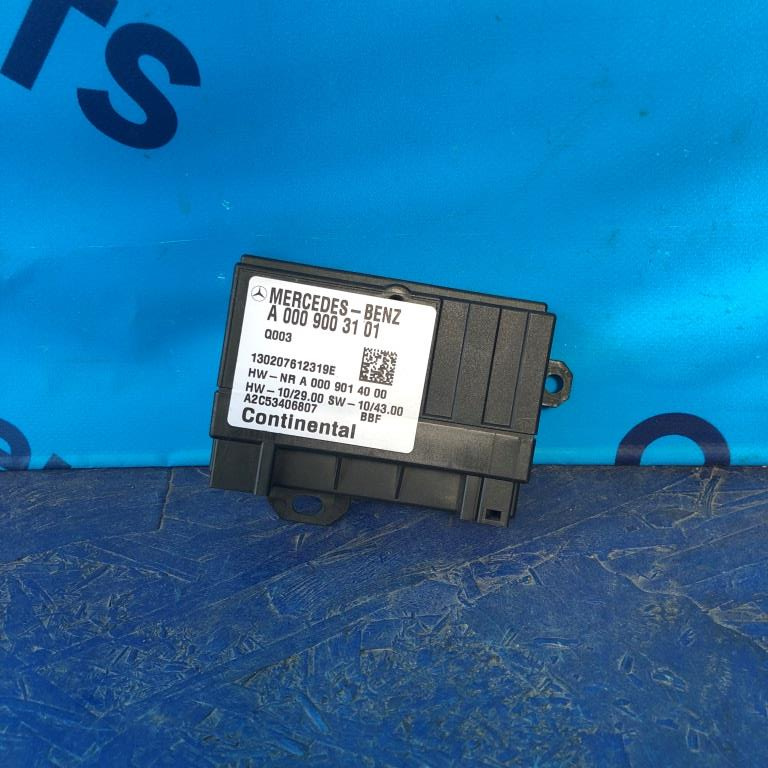 rs
MERCEDES-BENZ
A 000 900 31 01
Q003
130207612319E
HW-NR A 000 901 40 00
HW-10/29.00 SW-10/43.00
A2C53406807 BBF
Continental